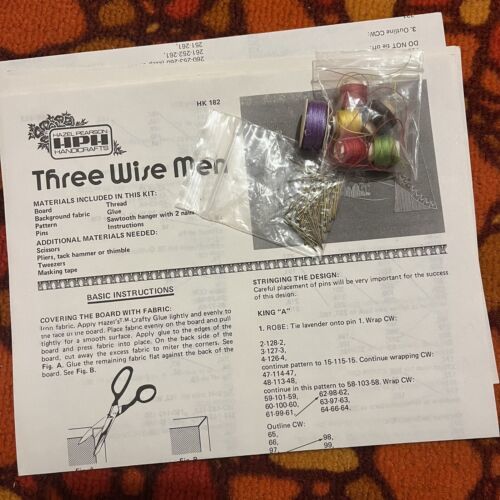 3. Outline CCW:
DO NOT TIE off.
251-261,
261-252-261,
HK 182
HAZEL PEARSON
HPH
HANDICRAFTS
Three Wise Men
MATERIALS INCLUDED IN THIS KIT:
Board Thread
Background fabric Glue
Pattern Sawtooth hanger with 2 nails
Pins Instructions
ADDITIONAL MATERIALS NEEDED:
Scissors
Pliers, tack hammer or thimble
Tweezers
Masking tape
BASIC INSTRUCTIONS
COVERING THE BOARD WITH FABRIC:
Iron fabric. Apply Hazel's Crafty Glue lightly and evenly to
the face of the board. Place fabric evenly on the board and pull
tightly for a smooth surface. Apply glue to the edges of the
board and press fabric into place. On the back side of the
board, cut away the excess fabric to miter the corners. See
Fig. A. Glue the remaining fabric flat against the back of the
board. See Fig. B.
STRINGING THE DESIGN:
Careful placement of pins will be very important for the success
of this design.
KING "A"
1. ROBE: Tie lavender onto pin 1. Wrap CW:
2-128-2,
3-127-3,
4-126-4,
continue pattern to 15-115-15. Continue wrapping CW:
47-114-47,
48-113-48,
continue in this pattern to 58-103-58. Wrap CW:
59-101-59, 62-98-62,
60-100-60, 63-97-63,
61-99-61, 64-66-64.
Outline CW:
65, 98,
66, 99,
97,